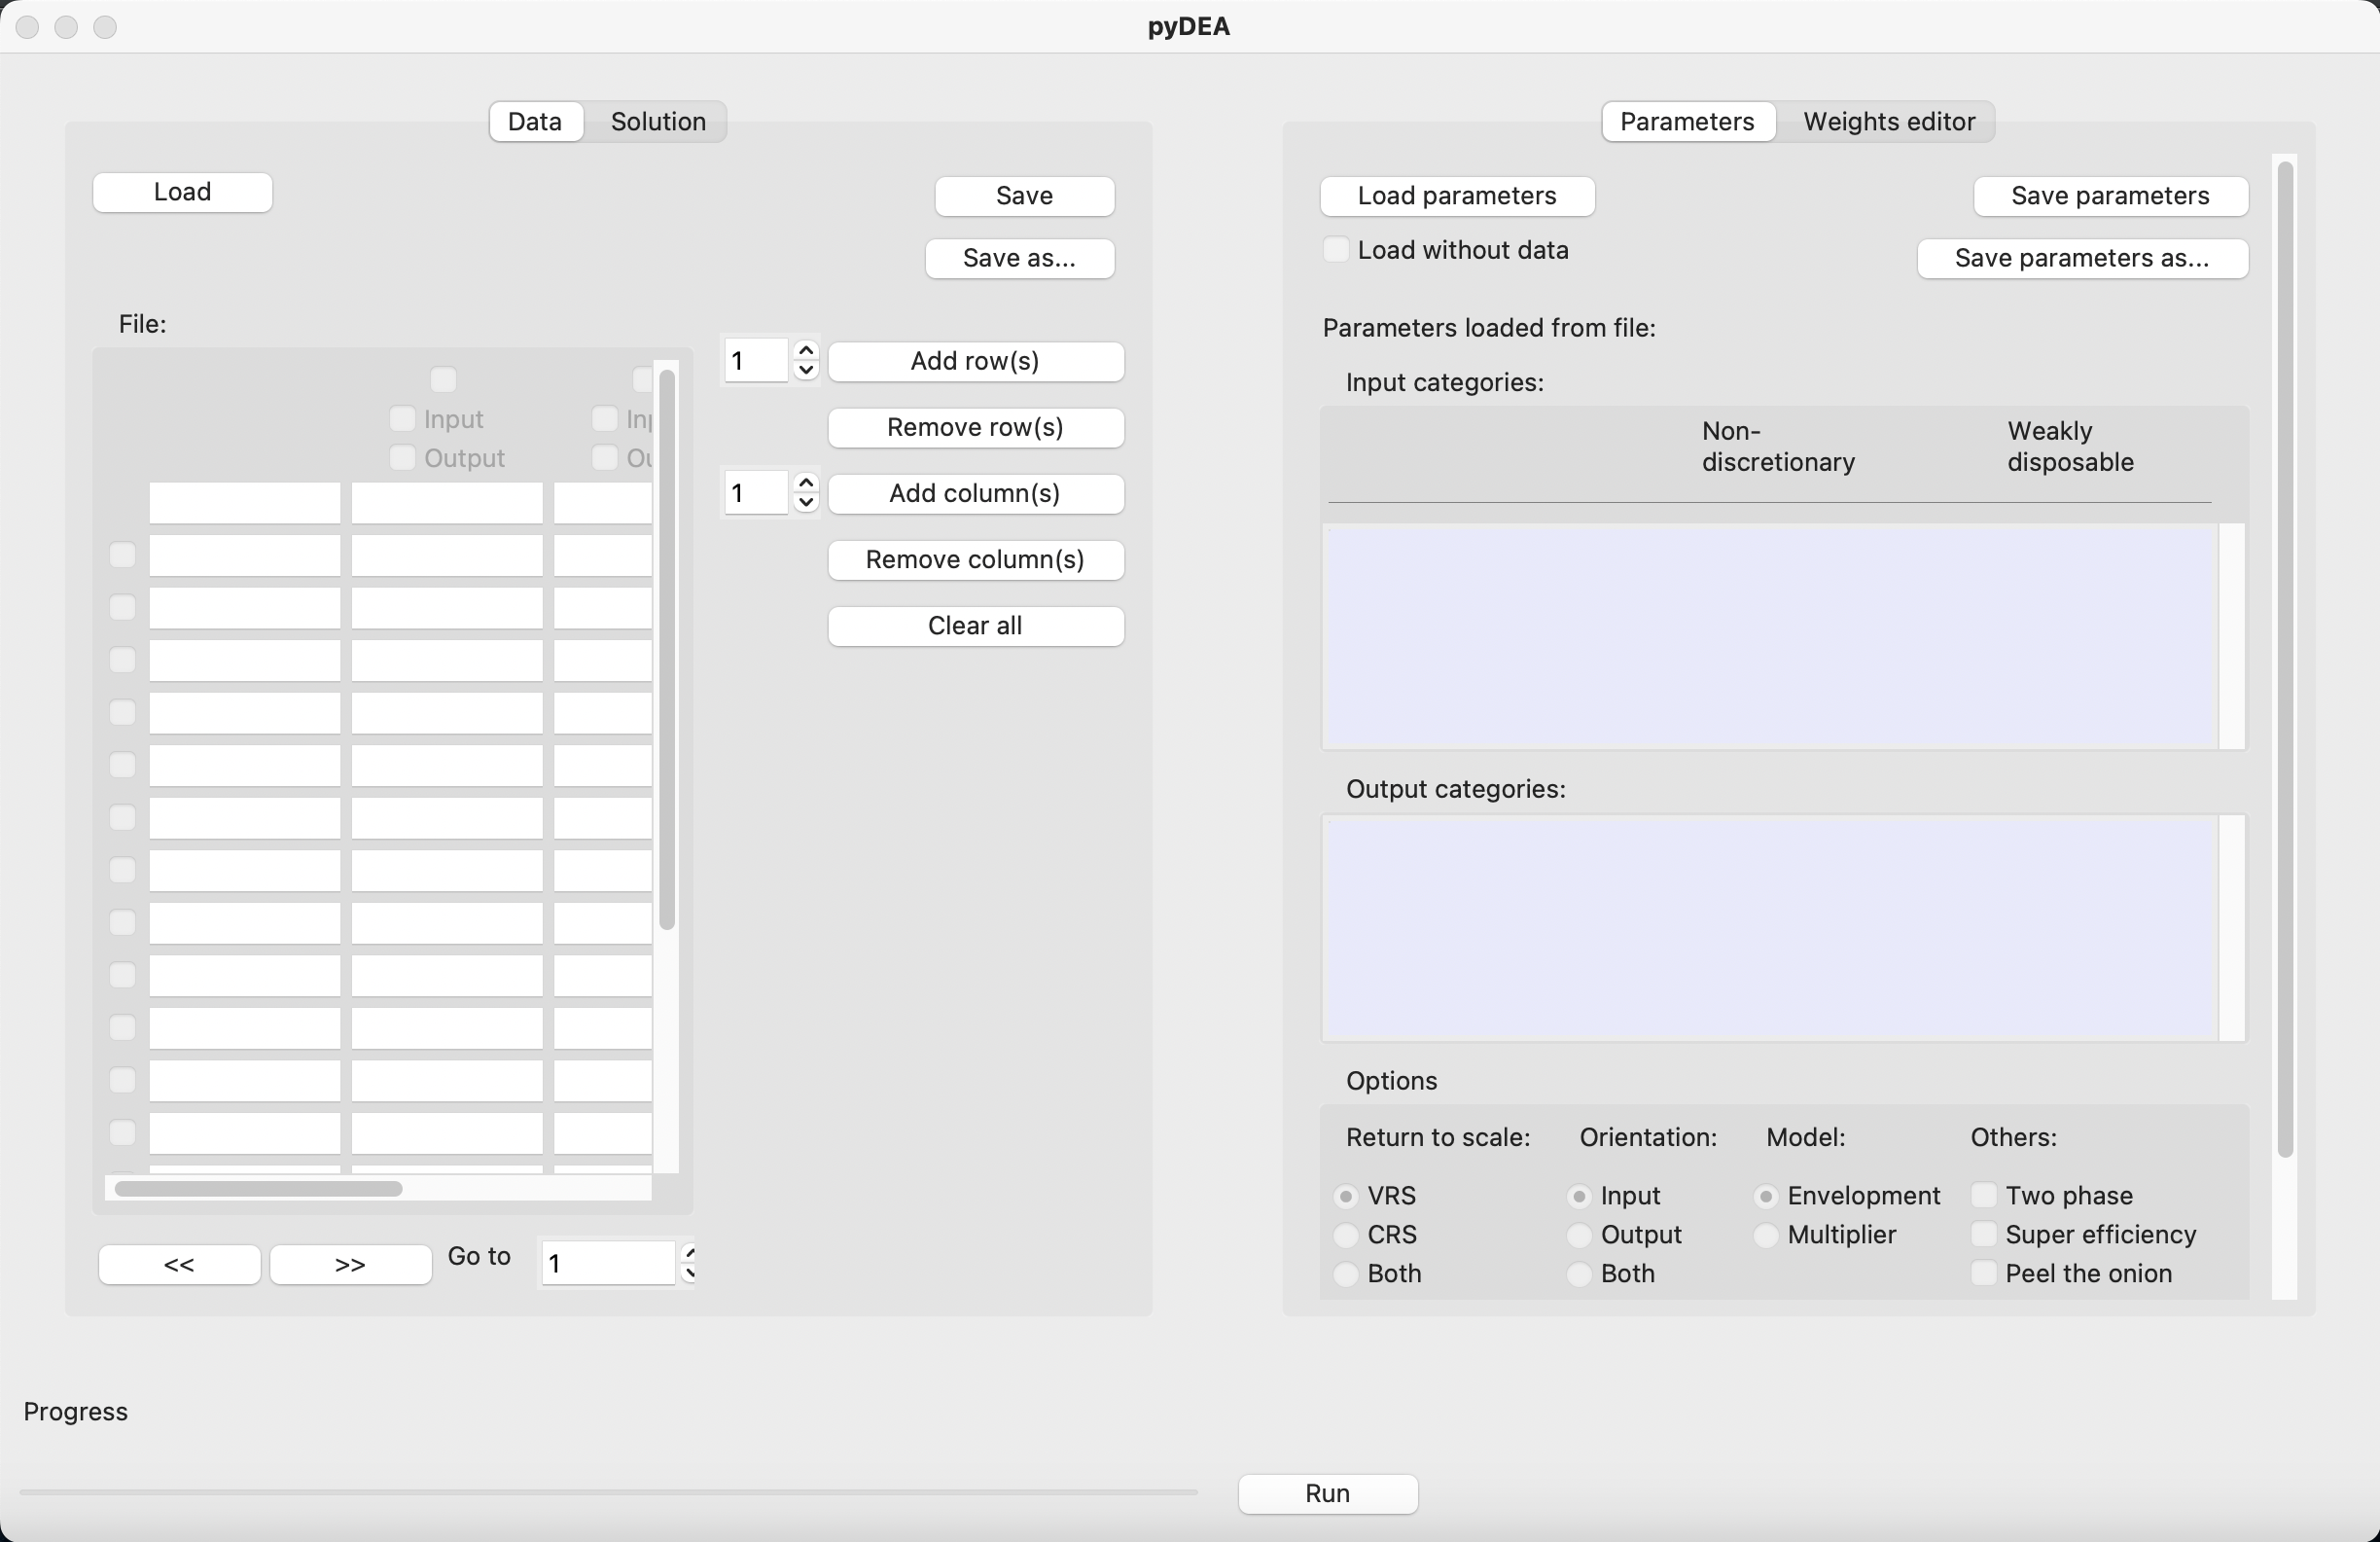 pyDEA
Data Solution
Load
Save
Save as...
File:
Input
Output
1
Add row(s)
Remove row(s)
1
Add column(s)
Remove column(s)
Clear all
<< >> Go to 1
Parameters Weights editor
Load parameters
Save parameters
Load without data
Save parameters as...
Parameters loaded from file:
Input categories:
Non-
discretionary
Weakly
disposable
Output categories:
Options
Return to scale: Orientation: Model: Others:
VRS Input Envelopment Two phase
CRS Output Multiplier Super efficiency
Both Both Peel the onion
Progress
Run